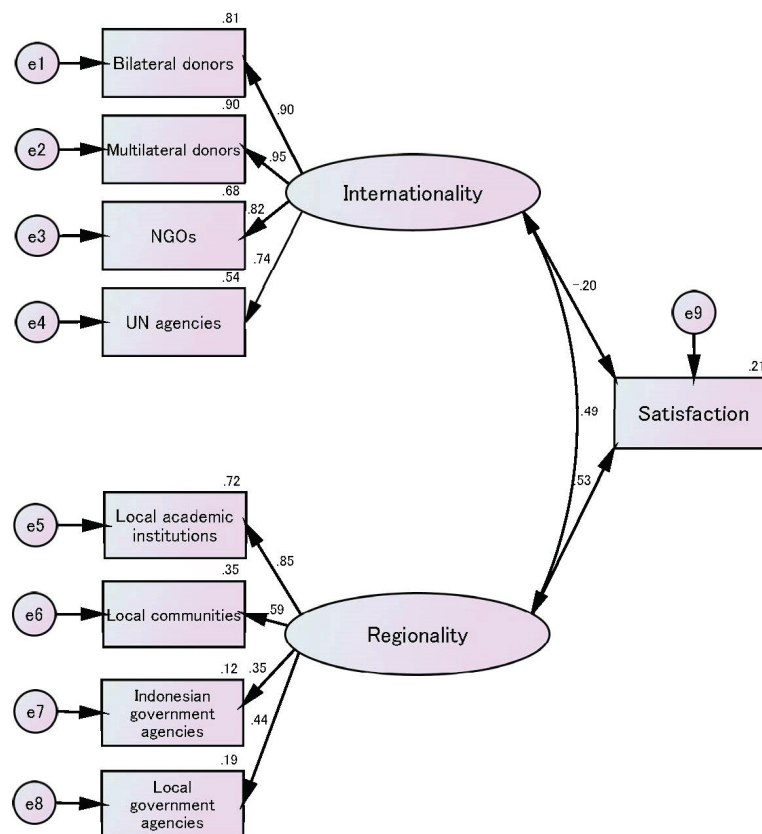 .81
e1
Bilateral donors
.90
.90
e2
Multilateral donors
.95
Internationality
.68
.82
e3
NGOs
.74
.54
e4
UN agencies
-.20
e9
.21
Satisfaction
.49
.53
.72
e5
Local academic
institutions
.85
.35
e6
Local communities
.59
Regionality
.12
.35
e7
Indonesian
government
agencies
.44
.19
e8
Local
government
agencies